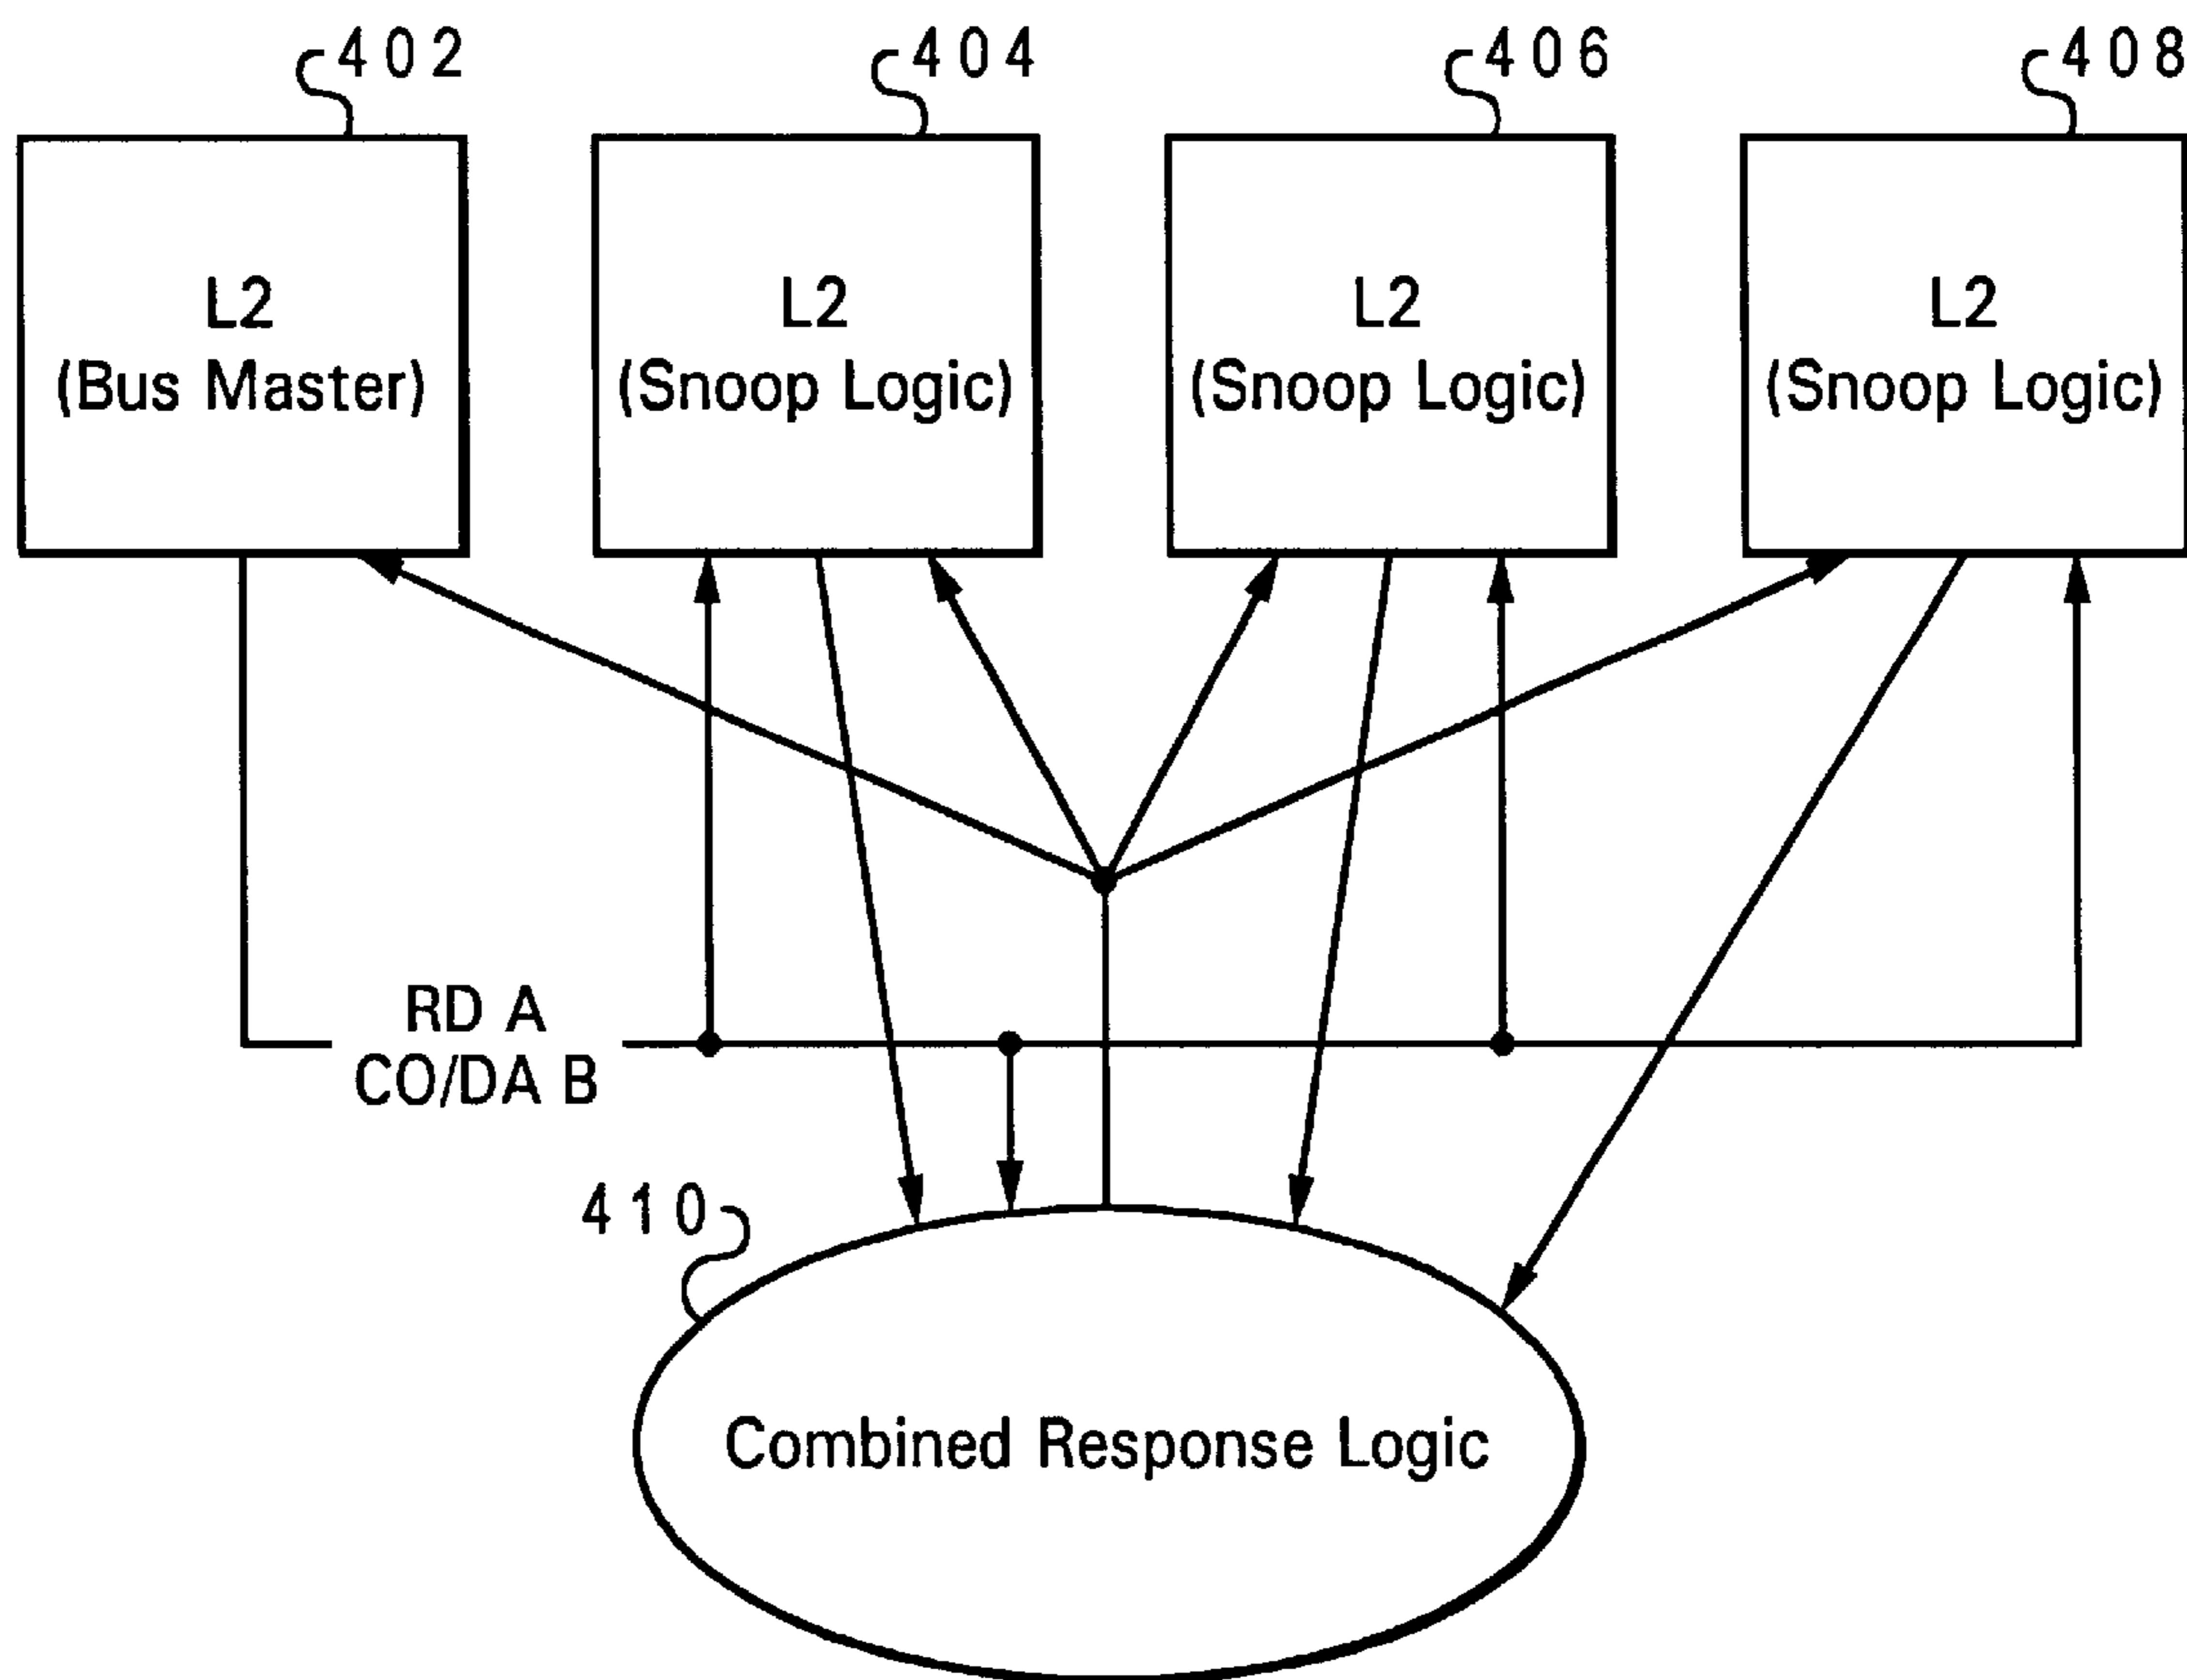 402
404
406
408
L2
(Bus Master)
L2
(Snoop Logic)
L2
(Snoop Logic)
L2
(Snoop Logic)
RD A
CO/DA B
410
Combined Response Logic